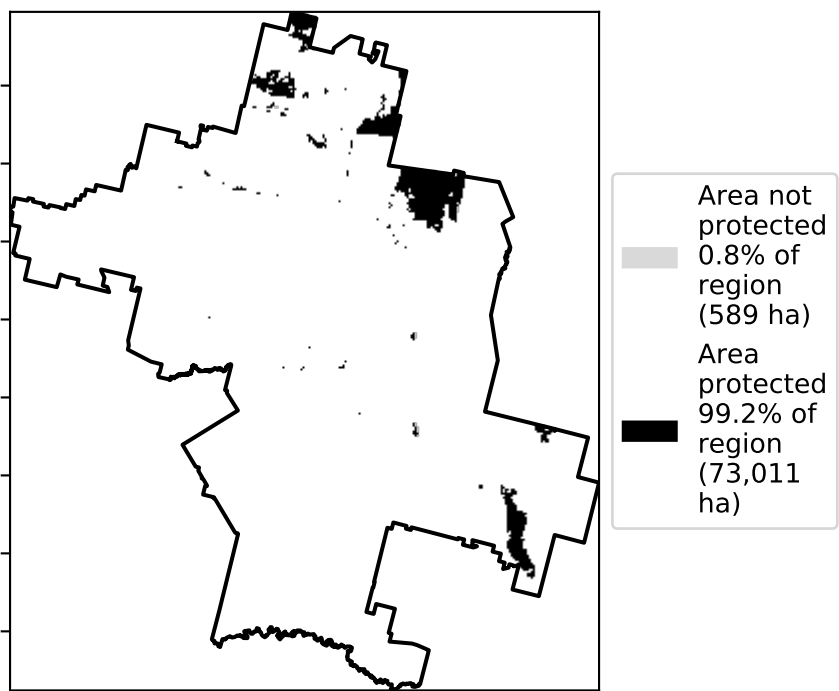 Area not
protected
0.8% of
region
(589 ha)
Area
protected
99.2% of
region
(73,011
ha)